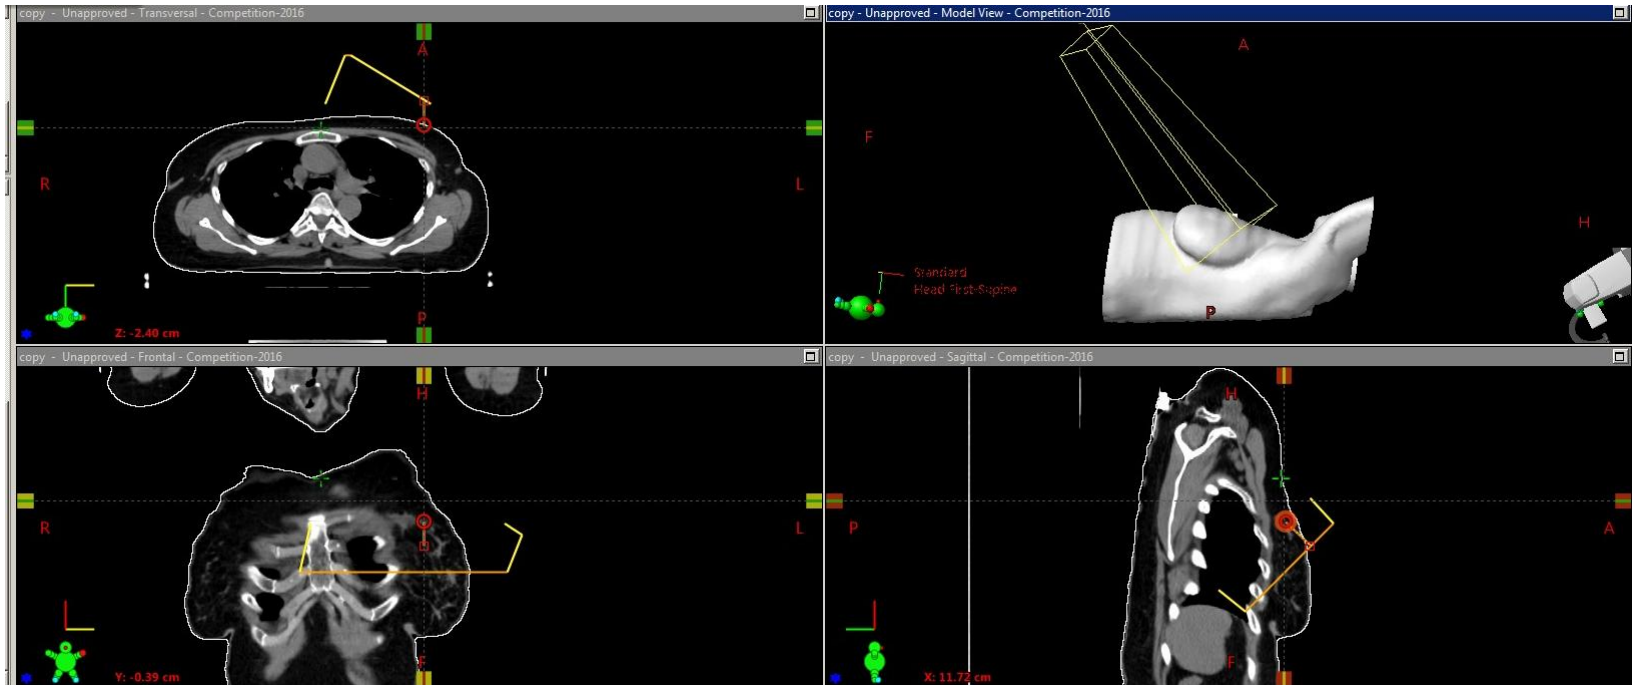 copy - Unapproved - Transversal - Competition-2016
A
R
L
P
Z: -2.40 cm
copy - Unapproved - Model View - Competition-2016
A
F
H
Standard
Head First-Supine
P
copy - Unapproved - Frontal - Competition-2016
H
R
L
F
Y: -0.39 cm
copy - Unapproved - Sagittal - Competition-2016
H
P
A
F
X: 11.72 cm